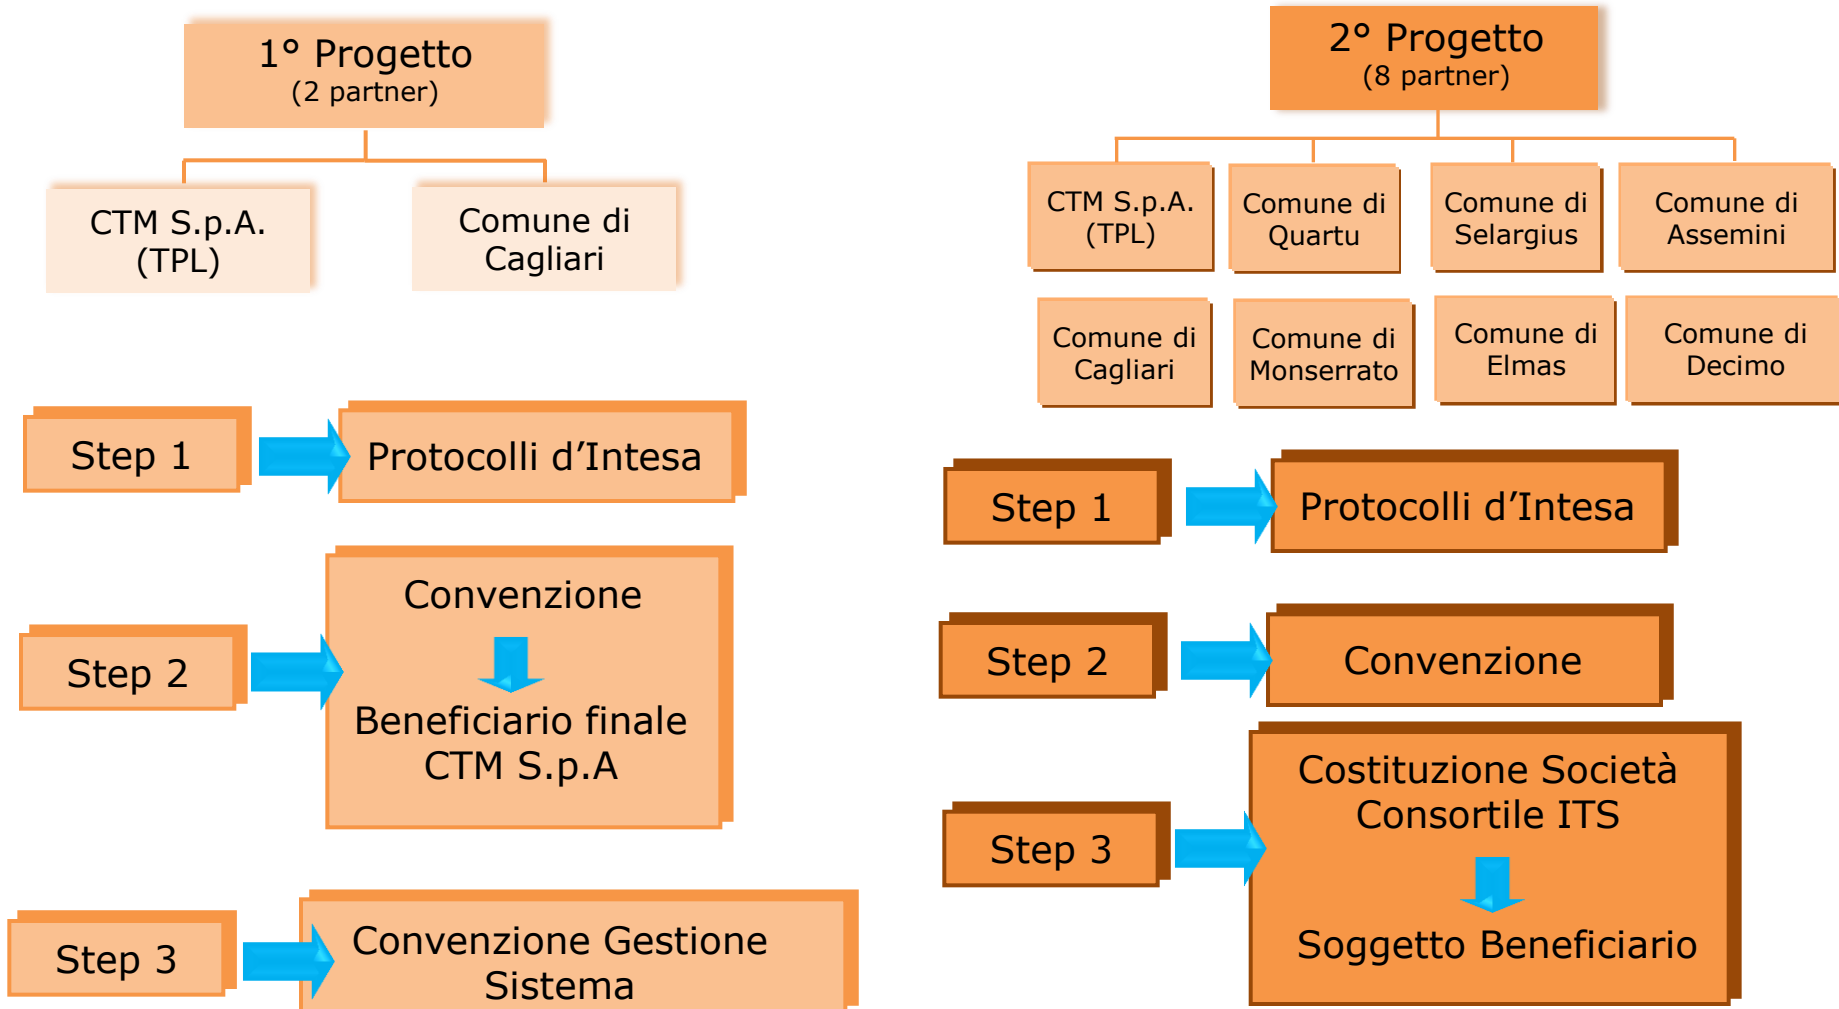 1° Progetto
(2 partner)
CTM S.p.A.
(TPL)
Comune di
Cagliari
Step 1
Protocolli d’Intesa
Step 2
Convenzione
Beneficiario finale
CTM S.p.A
Step 3
Convenzione Gestione
Sistema
2° Progetto
(8 partner)
CTM S.p.A.
(TPL)
Comune di
Quartu
Comune di
Selargius
Comune di
Assemini
Comune di
Cagliari
Comune di
Monserrato
Comune di
Elmas
Comune di
Decimo
Step 1
Protocolli d’Intesa
Step 2
Convenzione
Step 3
Costituzione Società
Consortile ITS
Soggetto Beneficiario